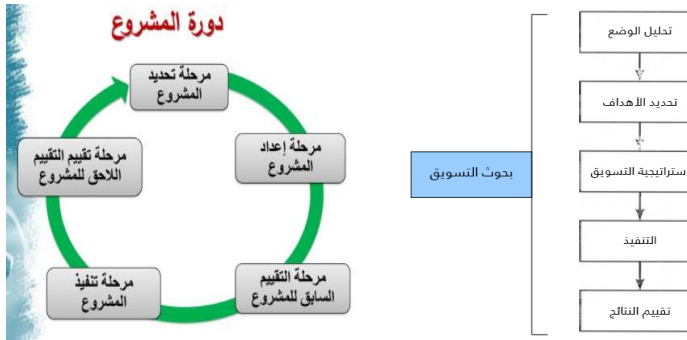 دورة المشروع
مرحلة تحديد
المشروع
مرحلة إعداد
المشروع
مرحلة التقييم
السابق للمشروع
مرحلة تنفيذ
المشروع
مرحلة تقييم التقييم
اللاحق للمشروع
بحوث التسويق
تحليل الوضع
تحديد الأهداف
ستراتيجية التسويق
التنفيذ
تقييم النتائج